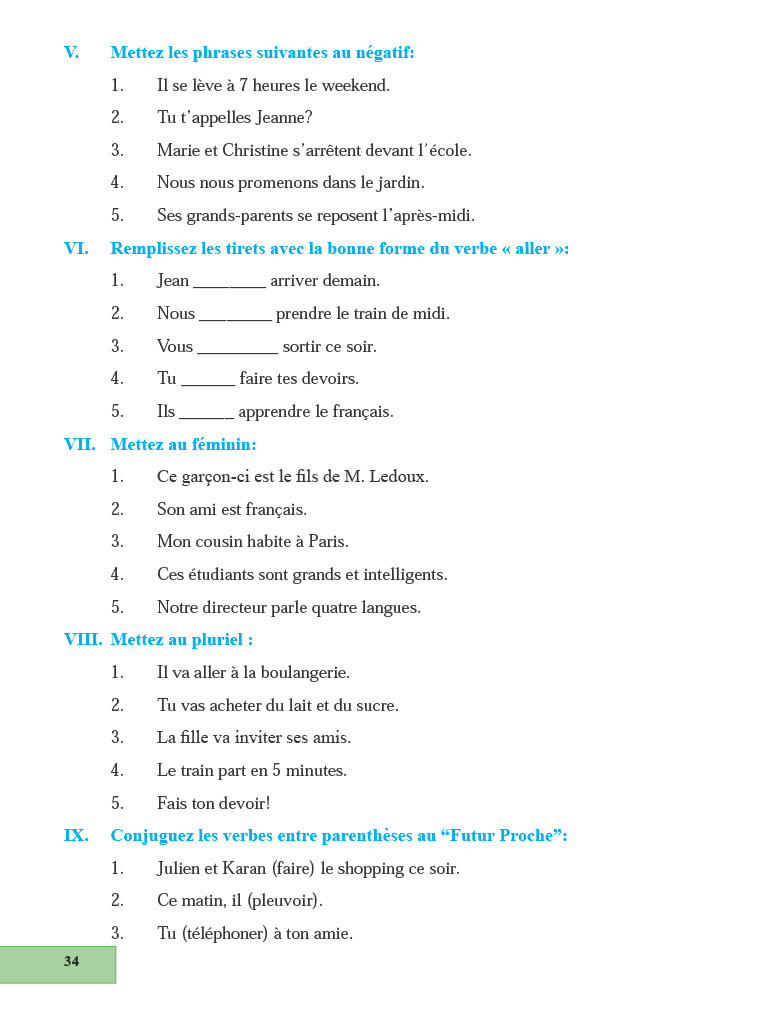 V. Mettez les phrases suivantes au négatif:
1. Il se lève à 7 heures le weekend.
2. Tu t’appelles Jeanne?
3. Marie et Christine s’arrêtent devant l’école.
4. Nous nous promenons dans le jardin.
5. Ses grands-parents se reposent l’après-midi.
VI. Remplissez les tirets avec la bonne forme du verbe « aller »:
1. Jean ________ arriver demain.
2. Nous ________ prendre le train de midi.
3. Vous _________ sortir ce soir.
4. Tu ______ faire tes devoirs.
5. Ils ______ apprendre le français.
VII. Mettez au féminin:
1. Ce garçon-ci est le fils de M. Ledoux.
2. Son ami est français.
3. Mon cousin habite à Paris.
4. Ces étudiants sont grands et intelligents.
5. Notre directeur parle quatre langues.
VIII. Mettez au pluriel :
1. Il va aller à la boulangerie.
2. Tu vas acheter du lait et du sucre.
3. La fille va inviter ses amis.
4. Le train part en 5 minutes.
5. Fais ton devoir!
IX. Conjuguez les verbes entre parenthèses au “Futur Proche”:
1. Julien et Karan (faire) le shopping ce soir.
2. Ce matin, il (pleuvoir).
3. Tu (téléphoner) à ton amie.
34